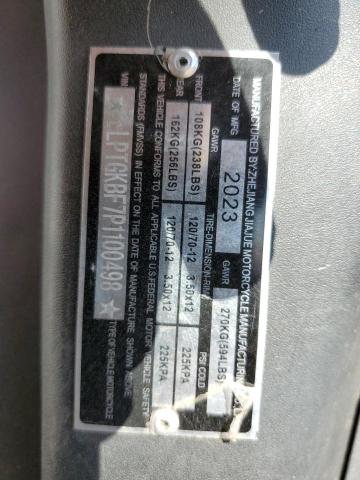 MANUFACTURED BY:ZHEJIANG JIAJUE MOTORCYCLE MANUFACTURING
DATE OF MFG 2023 GAWR 270KG(594LBS)
GAWR TIRE-DIMENSION-RIM PSI COLD
FRONT 108KG(238LBS) 120/70-12 3.50x12 225KPA
REAR 162KG(256LBS) 120/70-12 3.50x12 225KPA
THIS VEHICLE CONFORMS TO ALL APPLICABLE U.S.FEDERAL MOTOR VEHICLE SAFETY
STANDARDS (FMVSS) IN EFFECT ON THE DATE OF MANUFACTURE SHOWN ABOVE
VIN LPTGKBF7P1100498 TYPE OF VEHICLE:MOTORCYCLE